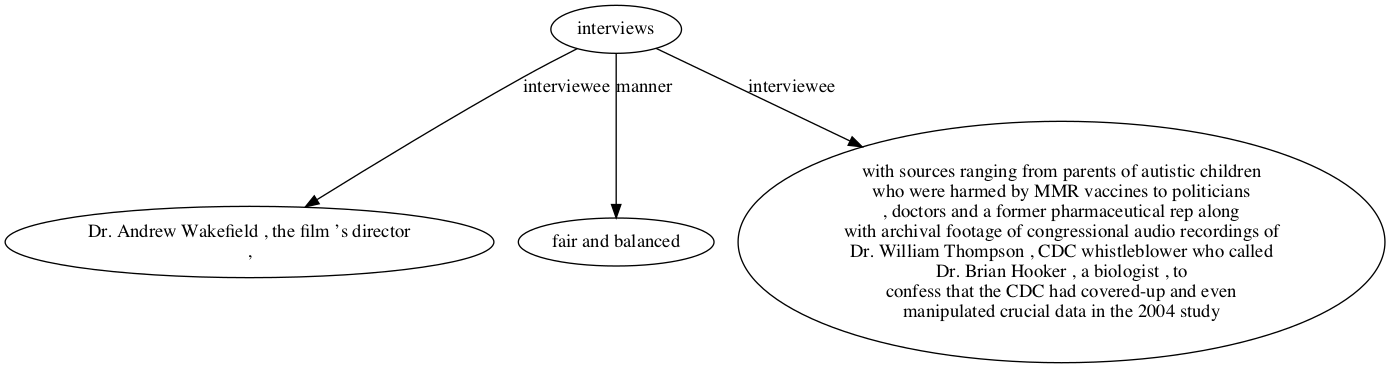 interviews
interviewee
manner
interviewee
Dr. Andrew Wakefield , the film ’s director
,
fair and balanced
with sources ranging from parents of autistic children
who were harmed by MMR vaccines to politicians
, doctors and a former pharmaceutical rep along
with archival footage of congressional audio recordings of
Dr. William Thompson , CDC whistleblower who called
Dr. Brian Hooker , a biologist , to
confess that the CDC had covered-up and even
manipulated crucial data in the 2004 study